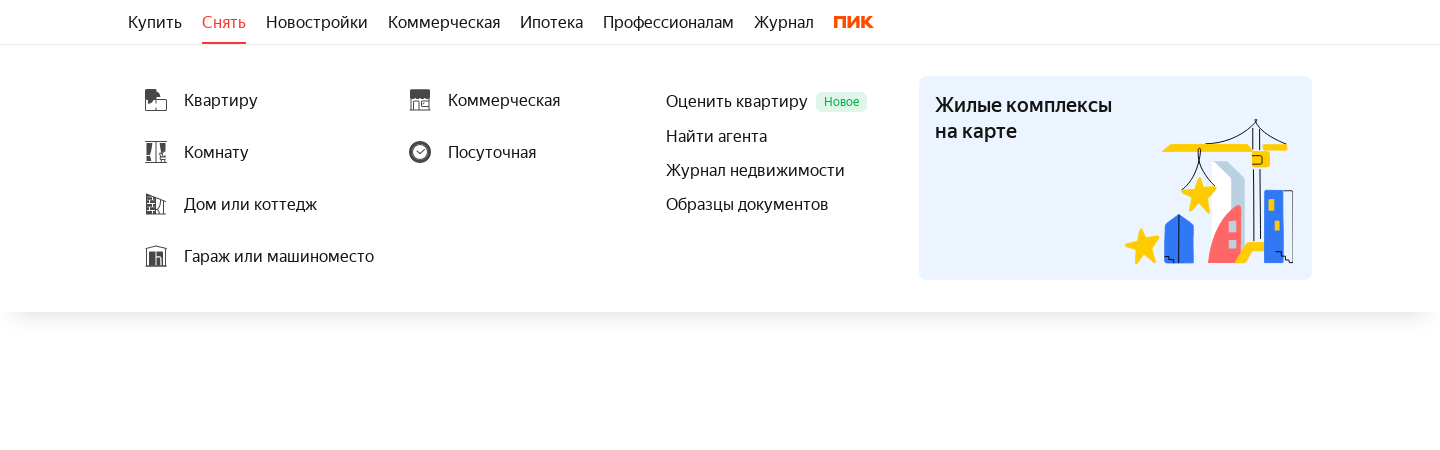 Купить Снять Новостройки Коммерческая Ипотека Профессионалам Журнал ПИК
Квартиру
Комнату
Дом или коттедж
Гараж или машиноместо
Коммерческая
Посуточная
Оценить квартиру Новое
Найти агента
Журнал недвижимости
Образцы документов
Жилые комплексы
на карте